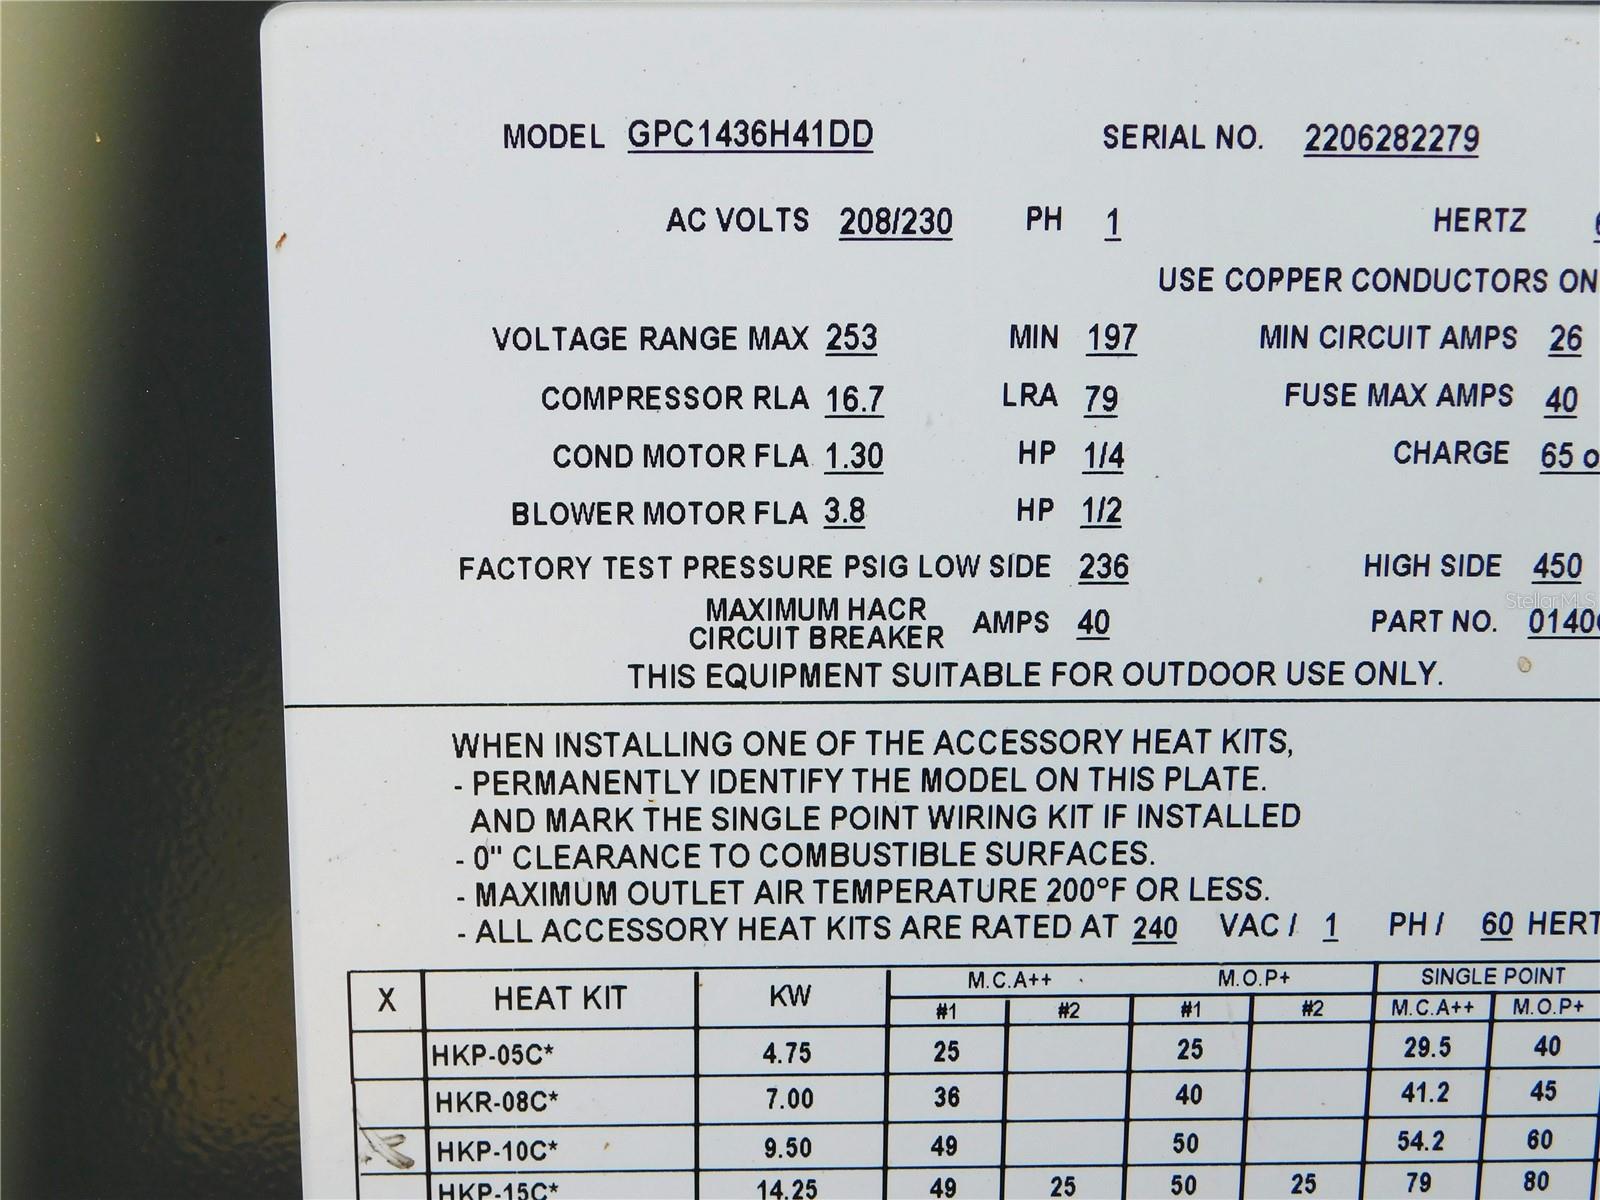 MODEL GPC1436H41DD SERIAL NO. 2206282279
AC VOLTS 208/230 PH 1 HERTZ
USE COPPER CONDUCTORS ON
VOLTAGE RANGE MAX 253 MIN 197 MIN CIRCUIT AMPS 26
COMPRESSOR RLA 16.7 LRA 79 FUSE MAX AMPS 40
COND MOTOR FLA 1.30 HP 1/4 CHARGE 65 o
BLOWER MOTOR FLA 3.8 HP 1/2
FACTORY TEST PRESSURE PSIG LOW SIDE 236 HIGH SIDE 450
StellarMLS
MAXIMUM HACR
CIRCUIT BREAKER AMPS 40 PART NO. 0140
THIS EQUIPMENT SUITABLE FOR OUTDOOR USE ONLY.
WHEN INSTALLING ONE OF THE ACCESSORY HEAT KITS,
- PERMANENTLY IDENTIFY THE MODEL ON THIS PLATE.
AND MARK THE SINGLE POINT WIRING KIT IF INSTALLED
- 0" CLEARANCE TO COMBUSTIBLE SURFACES.
- MAXIMUM OUTLET AIR TEMPERATURE 200°F OR LESS.
- ALL ACCESSORY HEAT KITS ARE RATED AT 240 VAC / 1 PH / 60 HERT
X HEAT KIT KW M.C.A++ M.O.P+ SINGLE POINT
#1 #2 #1 #2 M.C.A++ M.O.P+
HKP-05C* 4.75 25 25 29.5 40
HKR-08C* 7.00 36 40 41.2 45
HKP-10C* 9.50 49 50 54.2 60
HKP-15C* 14.25 49 25 50 25 79 80